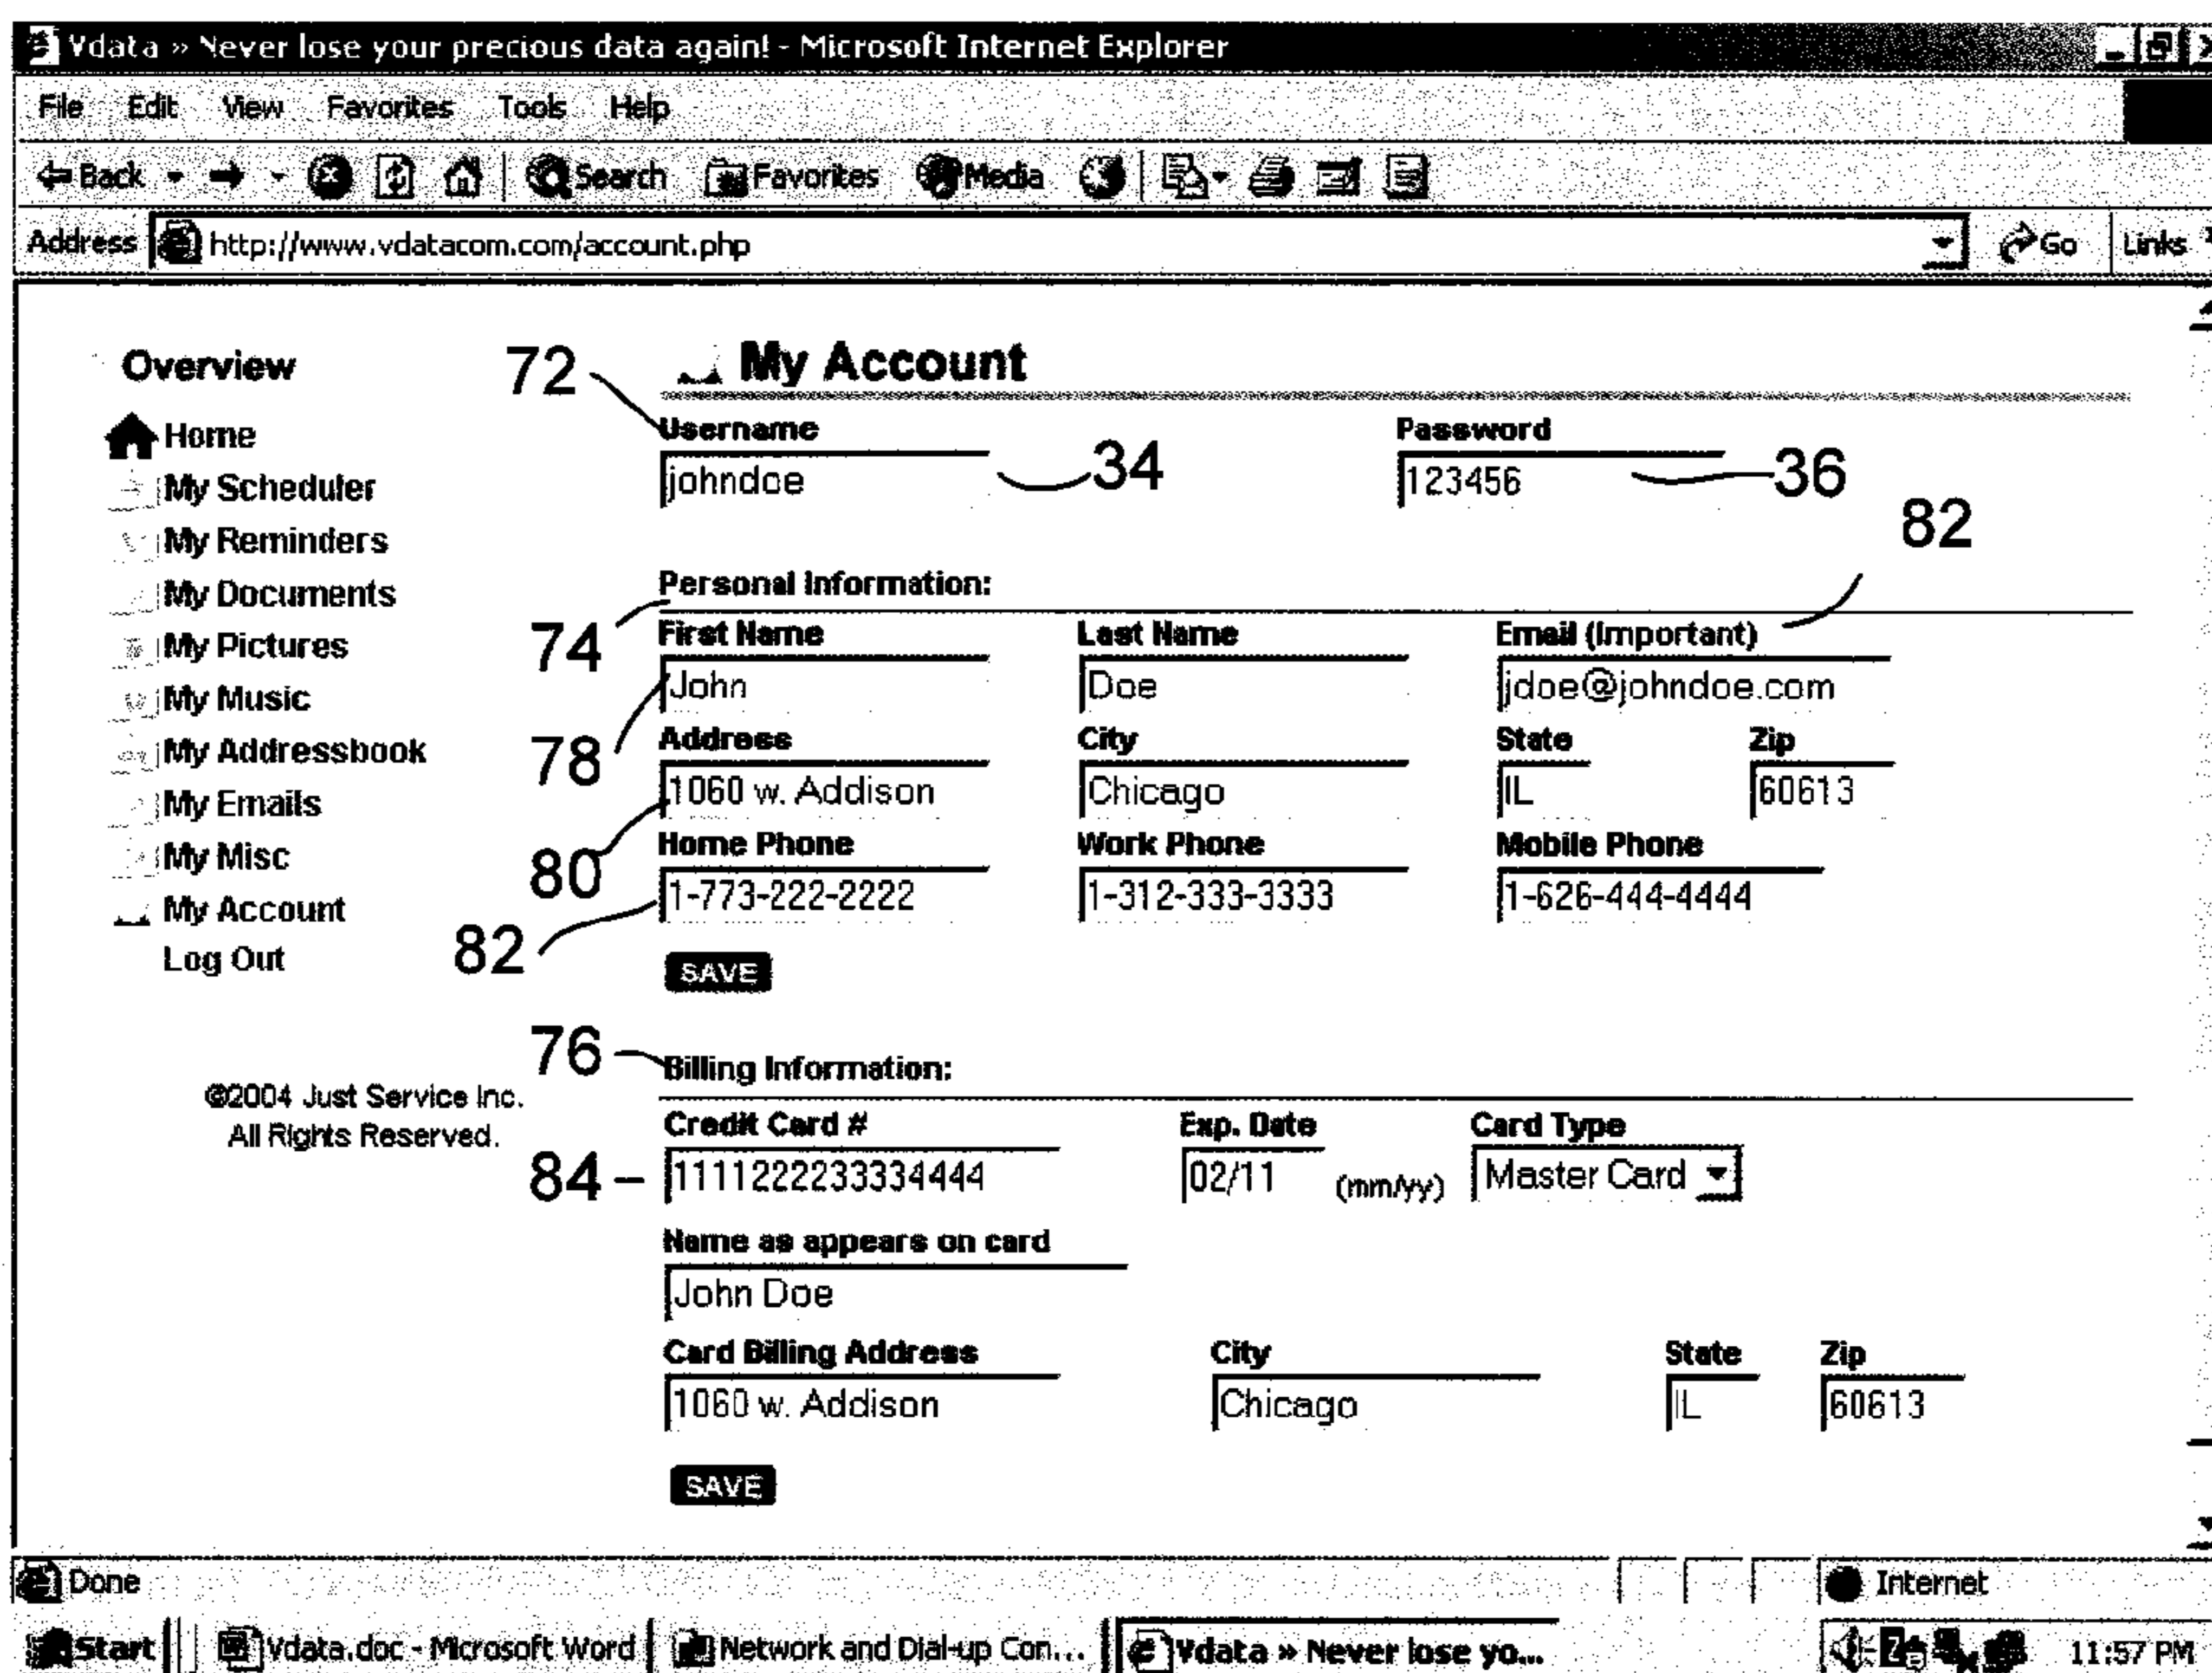 Vdata » Never lose your precious data again! - Microsoft Internet Explorer
File Edit View Favorites Tools Help
Back Search Favorites Media
Address http://www.vdatacom.com/account.php Go Links
Overview 72 My Account
Home Username Password
My Scheduler johndoe 34 123456 36
My Reminders 82
My Documents Personal Information:
My Pictures 74 First Name Last Name Email (Important)
My Music John Doe jdoe@johndoe.com
My Addressbook 78 Address City State Zip
My Emails 1060 w. Addison Chicago IL 60613
My Misc 80 Home Phone Work Phone Mobile Phone
My Account 1-773-222-2222 1-312-333-3333 1-626-444-4444
Log Out 82 SAVE
76 Billing Information:
©2004 Just Service Inc.
All Rights Reserved.
Credit Card # Exp. Date Card Type
84 1111222233334444 02/11 (mm/yy) Master Card
Name as appears on card
John Doe
Card Billing Address City State Zip
1060 w. Addison Chicago IL 60613
SAVE
Done Internet
Start Vdata.doc - Microsoft Word Network and Dial-up Con... Vdata » Never lose yo... 11:57 PM